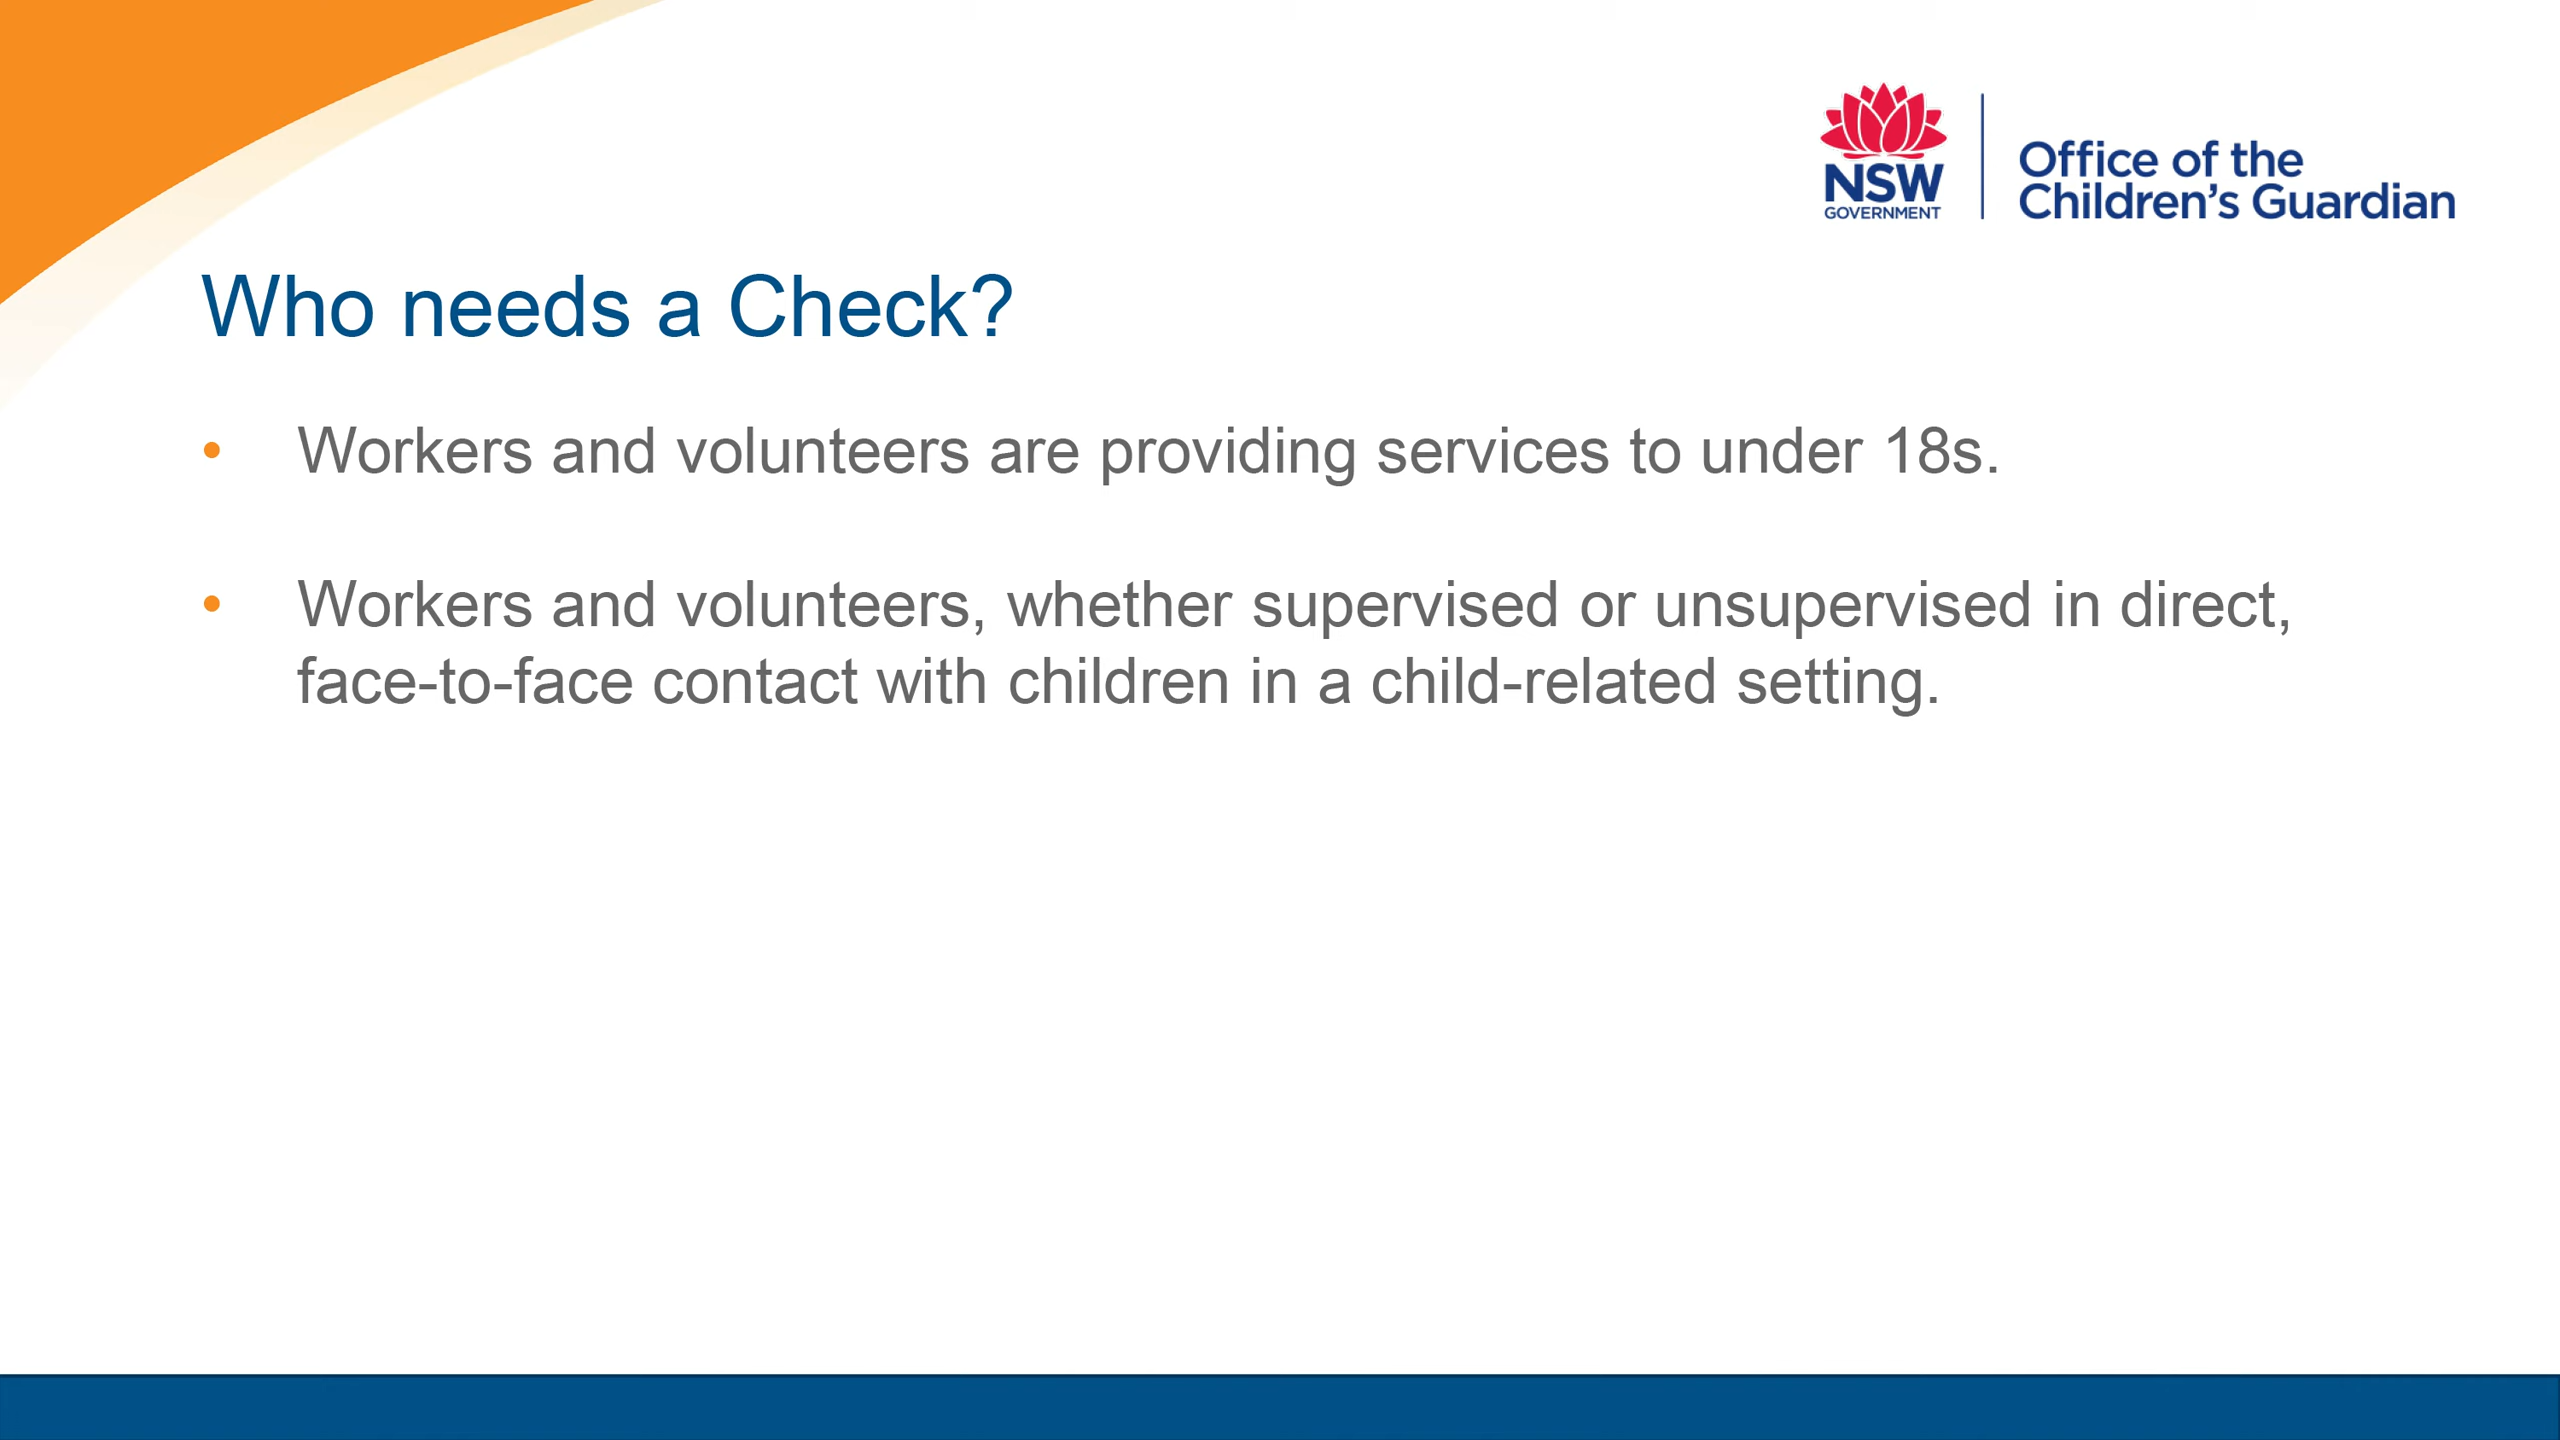 NSW
GOVERNMENT
Office of the
Children's Guardian
Who needs a Check?
• Workers and volunteers are providing services to under 18s.
• Workers and volunteers, whether supervised or unsupervised in direct,
face-to-face contact with children in a child-related setting.